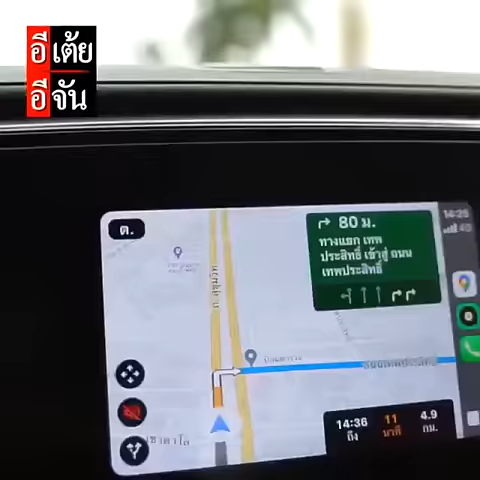 อีเต้ย
อีจัน
ต.
80 ม.
ทางแยก เทพ
ประสิทธิ์ เข้าสู่ ถนน
เทพประสิทธิ์
14:25
4G
14:36
ถึง
11
นาที
4.9
กม.